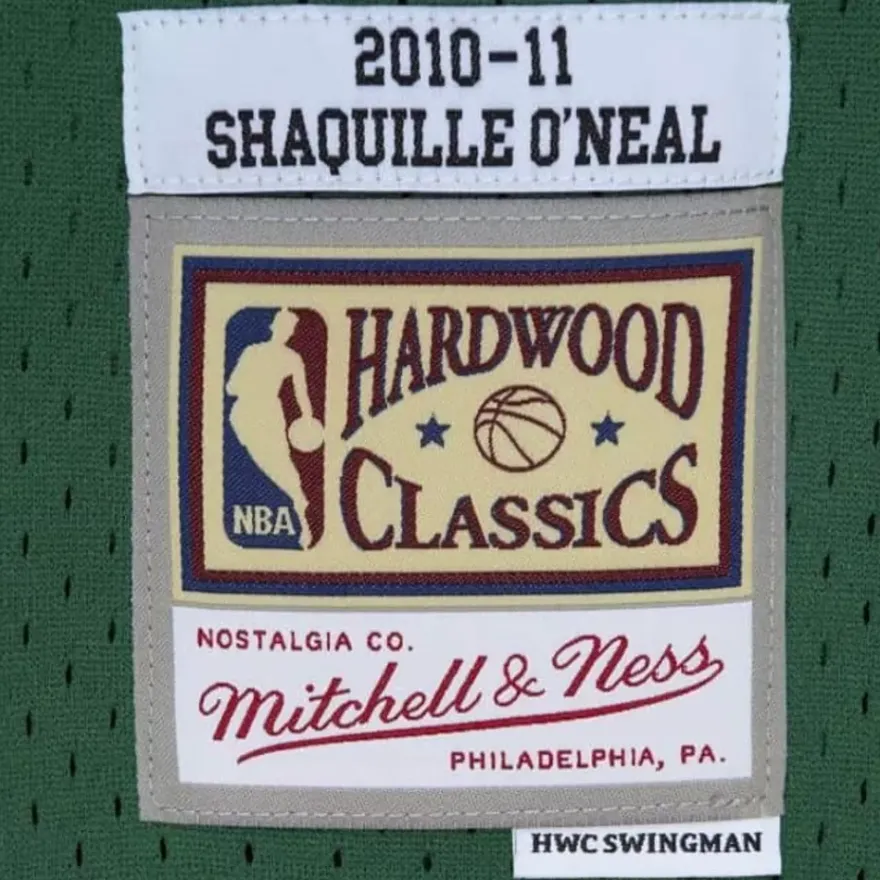 2010-11
SHAQUILLE O'NEAL
HARDWOOD
CLASSICS
NBA
NOSTALGIA CO.
Mitchell & Ness
PHILADELPHIA, PA.
HWC SWINGMAN